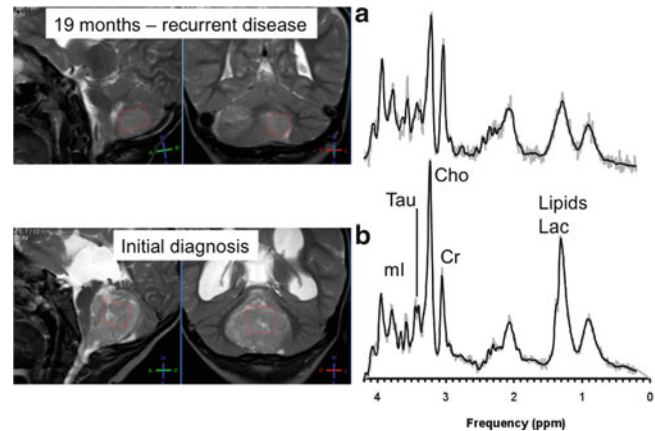 19 months – recurrent disease
a
Cho
Tau
Lipids
Lac
Initial diagnosis
b
mI
Cr
4 3 2 1 0
Frequency (ppm)